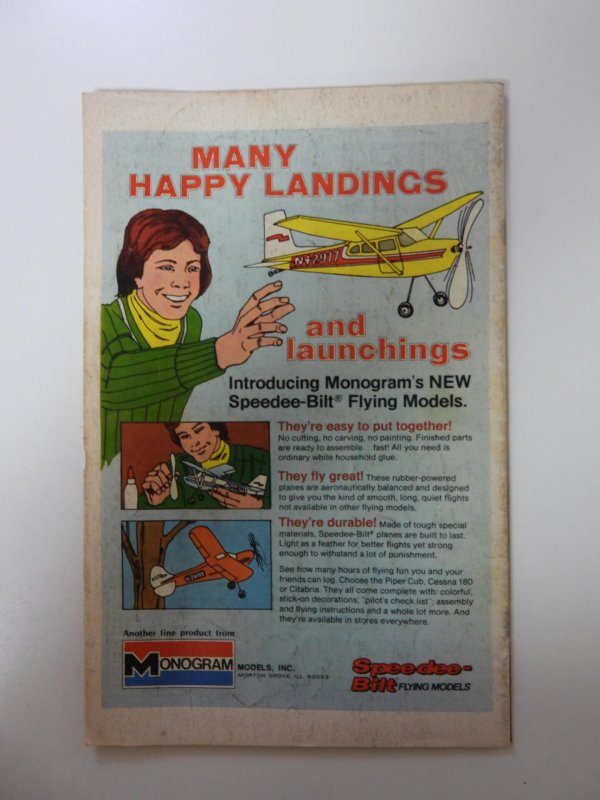 MANY
HAPPY LANDINGS
N42917
and
launchings
Introducing Monogram's NEW
Speedee-Bilt® Flying Models.
They're easy to put together!
No cutting, no carving, no painting. Finished parts
are ready to assemble. . .fast! All you need is
ordinary white household glue.
They fly great! These rubber-powered
planes are aeronautically balanced and designed
to give you the kind of smooth, long, quiet flights
not available in other flying models.
They're durable! Made of tough special
materials, Speedee-Bilt® planes are built to last.
Light as a feather for better flights yet strong
enough to withstand a lot of punishment.
See how many hours of flying fun you and your
friends can log. Choose the Piper Cub, Cessna 180
or Citabria. They all come complete with: colorful,
stick-on decorations; "pilot's check list"; assembly
and flying instructions and a whole lot more. And
they're available in stores everywhere.
Another fine product from
MONOGRAM MODELS, INC.
MORTON GROVE, ILL. 60053
Speedee-
Bilt FLYING MODELS